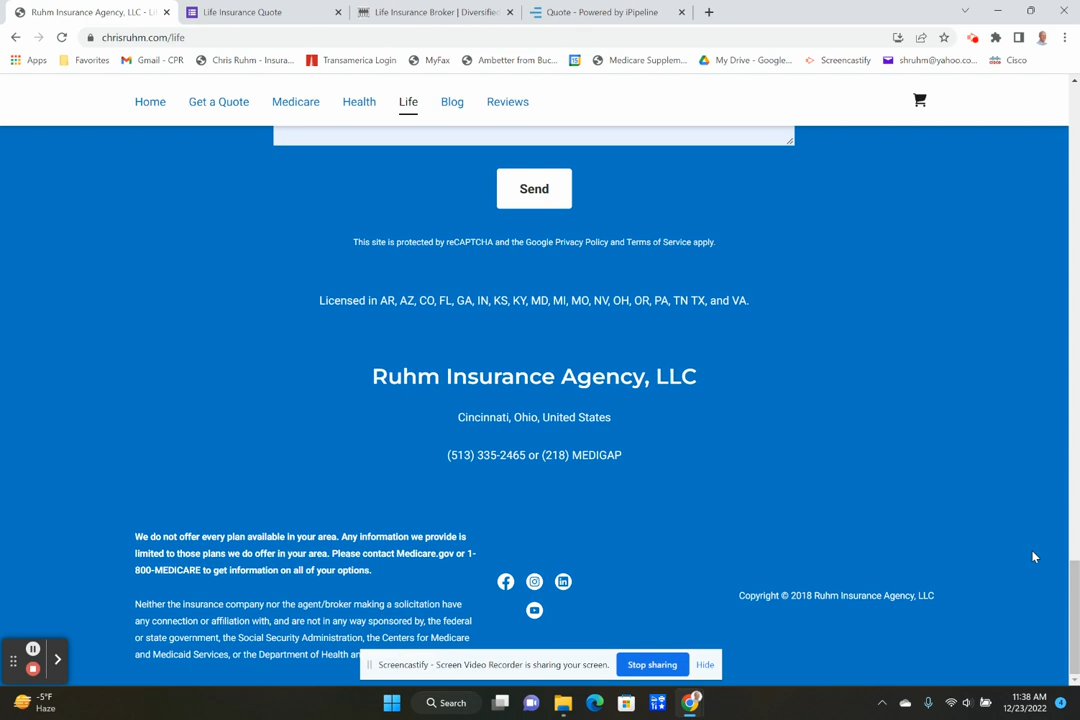 Ruhm Insurance Agency, LLC - Li
Life Insurance Quote
Life Insurance Broker | Diversified
Quote - Powered by iPipeline
chrisruhm.com/life
Apps
Favorites
Gmail - CPR
Chris Ruhm - Insura...
Transamerica Login
MyFax
Ambetter from Buc...
Medicare Supplem...
My Drive - Google...
Screencastify
shruhm@yahoo.co...
Cisco
Home
Get a Quote
Medicare
Health
Life
Blog
Reviews
Send
This site is protected by reCAPTCHA and the Google Privacy Policy and Terms of Service apply.
Licensed in AR, AZ, CO, FL, GA, IN, KS, KY, MD, MI, MO, NV, OH, OR, PA, TN TX, and VA.
Ruhm Insurance Agency, LLC
Cincinnati, Ohio, United States
(513) 335-2465 or (218) MEDIGAP
We do not offer every plan available in your area. Any information we provide is
limited to those plans we do offer in your area. Please contact Medicare.gov or 1-
800-MEDICARE to get information on all of your options.
Neither the insurance company nor the agent/broker making a solicitation have
any connection or affiliation with, and are not in any way sponsored by, the federal
or state government, the Social Security Administration, the Centers for Medicare
and Medicaid Services, or the Department of Health an
Copyright © 2018 Ruhm Insurance Agency, LLC
Screencastify - Screen Video Recorder is sharing your screen.
Stop sharing
Hide
-5°F
Haze
Search
11:38 AM
12/23/2022
4